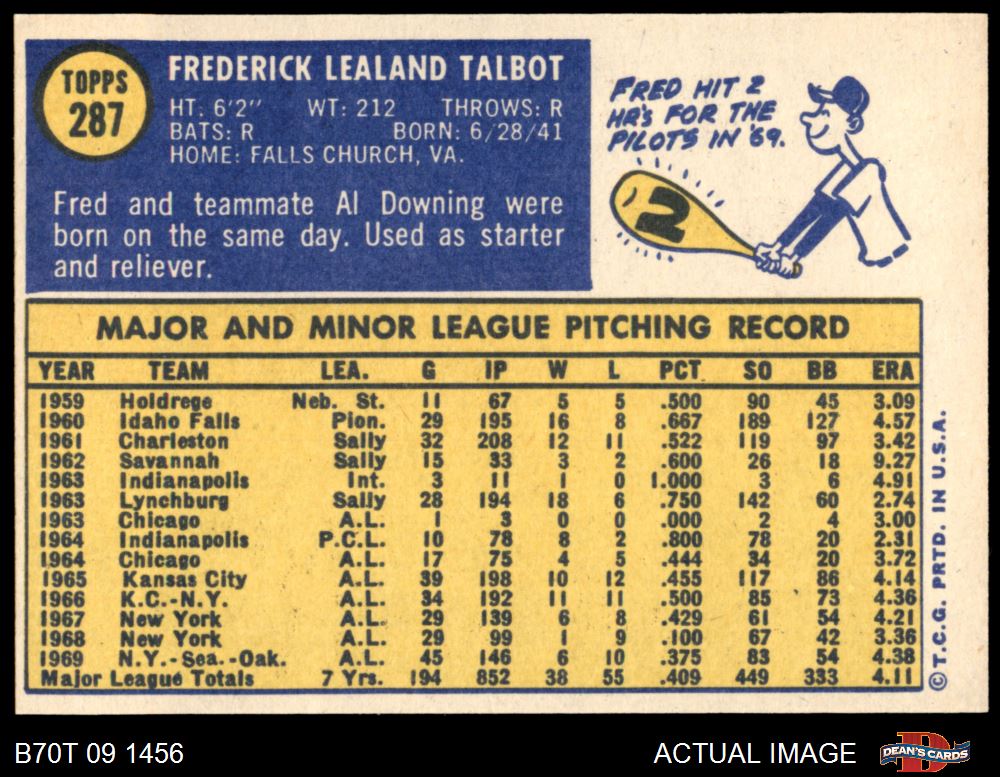 TOPPS
287
FREDERICK LEALAND TALBOT
HT: 6'2" WT: 212 THROWS: R
BATS: R BORN: 6/28/41
HOME: FALLS CHURCH, VA.
Fred and teammate Al Downing were
born on the same day. Used as starter
and reliever.
FRED HIT 2
HR's FOR THE
PILOTS IN '69.
2
MAJOR AND MINOR LEAGUE PITCHING RECORD
YEAR TEAM LEA. G IP W L PCT SO BB ERA
1959 Holdrege Neb. St. 11 67 5 5 .500 90 45 3.09
1960 Idaho Falls Pion. 29 195 16 8 .667 189 127 4.57
1961 Charleston Sally 32 208 12 11 .522 119 97 3.42
1962 Savannah Sally 15 33 3 2 .600 26 18 9.27
1963 Indianapolis Int. 3 11 1 0 1.000 3 6 4.91
1963 Lynchburg Sally 28 194 18 6 .750 142 60 2.74
1963 Chicago A.L. 1 3 0 0 .000 2 4 3.00
1964 Indianapolis P.C.L. 10 78 8 2 .800 78 20 2.31
1964 Chicago A.L. 17 75 4 5 .444 34 20 3.72
1965 Kansas City A.L. 39 198 10 12 .455 117 86 4.14
1966 K.C.-N.Y. A.L. 34 192 11 11 .500 85 73 4.36
1967 New York A.L. 29 139 6 8 .429 61 54 4.21
1968 New York A.L. 29 99 1 9 .100 67 42 3.36
1969 N.Y.-Sea.-Oak. A.L. 45 146 6 10 .375 83 54 4.38
Major League Totals 7 Yrs. 194 852 38 55 .409 449 333 4.11
© T.C.G. PRTD. IN U.S.A.
B70T 09 1456
ACTUAL IMAGE
D
DEAN'S CARDS